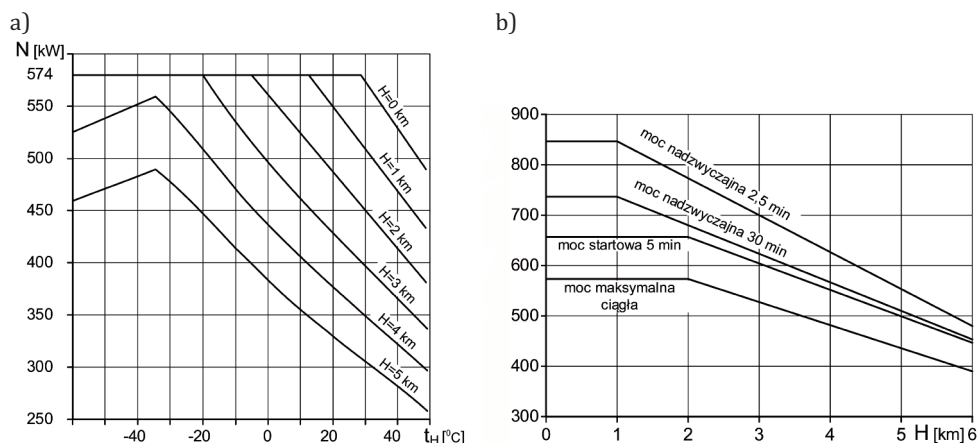 a)
N [kW]
574
550
500
450
400
350
300
250
-40
-20
0
20
t_H [°C]
40
H=0 km
H=1 km
H=2 km
H=3 km
H=4 km
H=5 km
b)
900
800
700
600
500
400
300
moc nadzwyczajna 2,5 min
moc nadzwyczajna 30 min
moc startowa 5 min
moc maksymalna
ciągła
0
1
2
3
4
5
H [km] 6